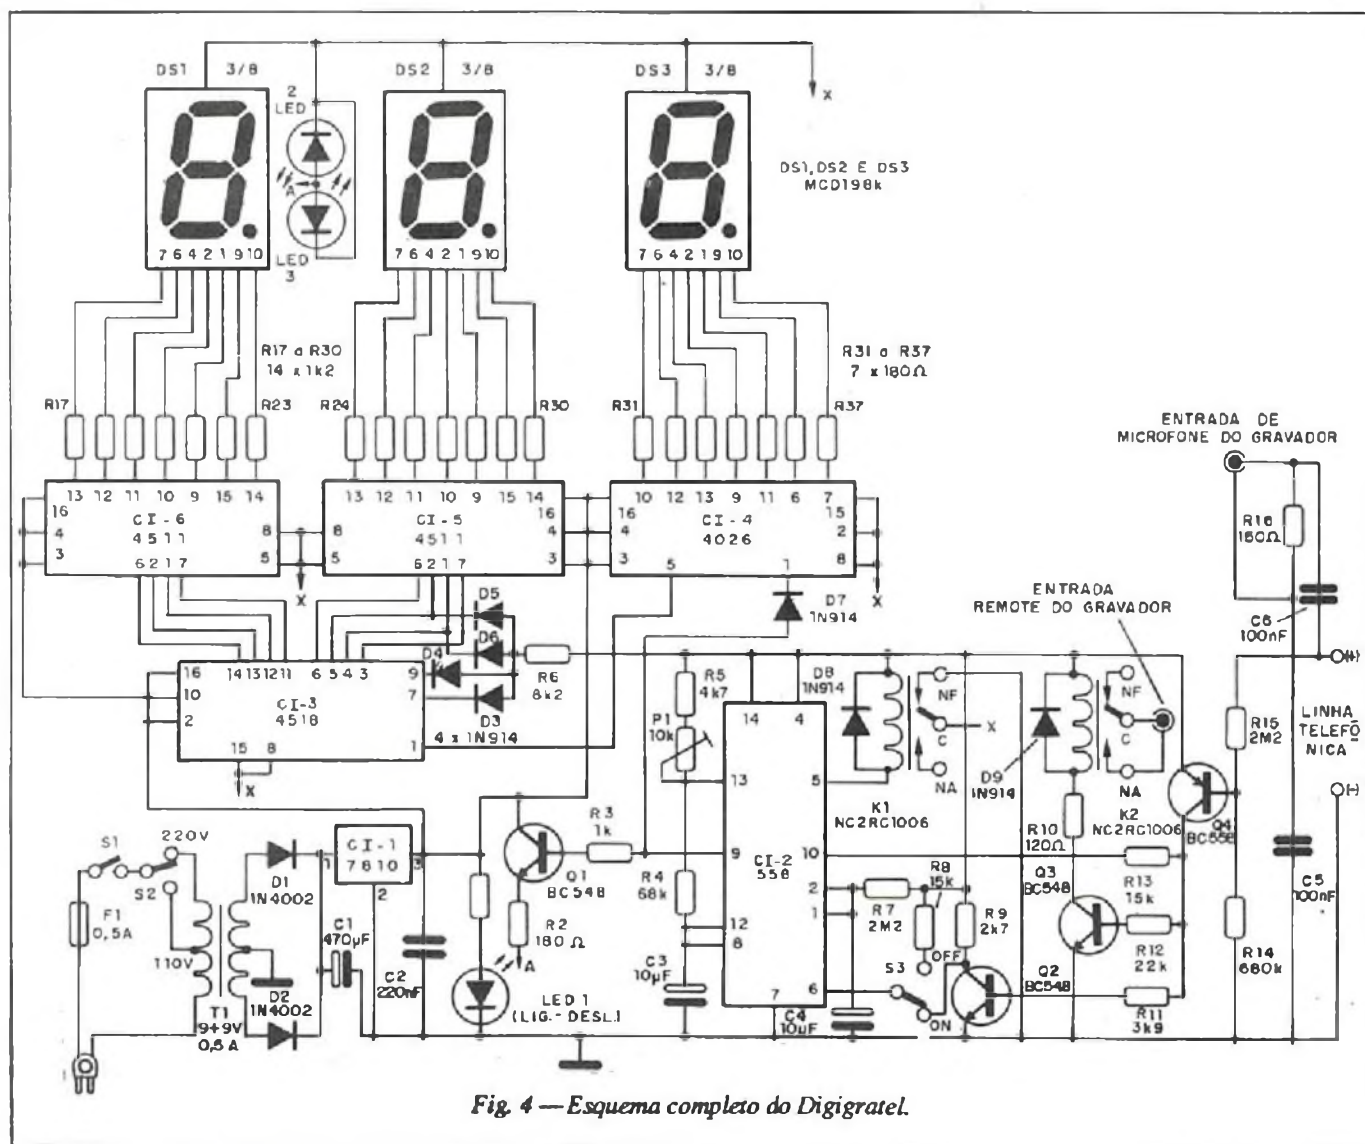 DS1 3/8
DS2 3/8
DS3 3/8
X
2
LED
A
LED
3
DS1, DS2 E DS3
MCD198k
7 6 4 2 1 9 10
7 6 4 2 1 9 10
7 6 4 2 1 9 10
R17 a R30
14 x 1k2
R31 a R37
7 x 180Ω
R17
R23
R24
R30
R31
R37
ENTRADA DE
MICROFONE DO GRAVADOR
13 12 11 10 9 15 14
16
4
3
CI-6
4511
8
5
6 2 1 7
X
13 12 11 10 9 15 14
8
5
CI-5
4511
16
4
3
6 2 1 7
10 12 13 9 11 6 7
16
4
3
CI-4
4026
15
2
8
5
1
X
R16
150Ω
C6
100nF
ENTRADA
REMOTE DO GRAVADOR
D7
1N914
D5
D6
D4
D3
4 x 1N914
R6
8k2
16
10
2
14 13 12 11 6 5 4 3
CI-3
4518
9
7
1
15 8
X
R5
4k7
P1
10k
D8
1N914
NF
C
X
NA
K1
NC2RC1006
D9
1N914
NF
C
NA
K2
NC2RC1006
R10
120Ω
Q4
BC558
R15
2M2
(+)
LINHA
TELEFÔ
NICA
(-)
14 4
13
5
9
10
CI-2
558
2
1
12
8
6
7
S1
220V
S2
110V
F1
0,5A
T1
9+9V
0,5A
D1
1N4002
D2
1N4002
1
CI-1
7810
3
2
C1
470µF
C2
220nF
LED 1
(LIG.-DESL.)
Q1
BC548
R2
180Ω
A
R3
1k
R4
68k
C3
10µF
C4
10µF
R7
2M2
R8
15k
R9
2k7
S3
OFF
ON
Q3
BC548
Q2
BC548
R13
15k
R12
22k
R11
3k9
R14
680k
C5
100nF
Fig. 4 — Esquema completo do Digigratel.